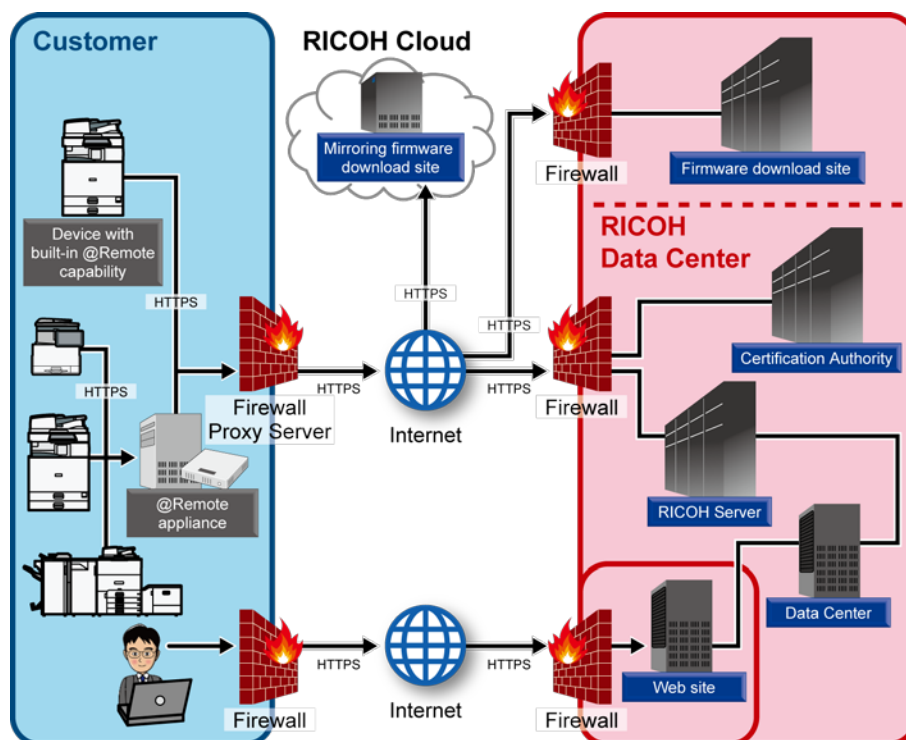 Customer
RICOH Cloud
Mirroring firmware
download site
Firewall
Firmware download site
Device with
built-in @Remote
capability
RICOH
Data Center
HTTPS
HTTPS
HTTPS
HTTPS
HTTPS
HTTPS
Firewall
Proxy Server
Internet
Firewall
Certification Authority
@Remote
appliance
RICOH Server
Data Center
HTTPS
HTTPS
Web site
Firewall
Internet
Firewall